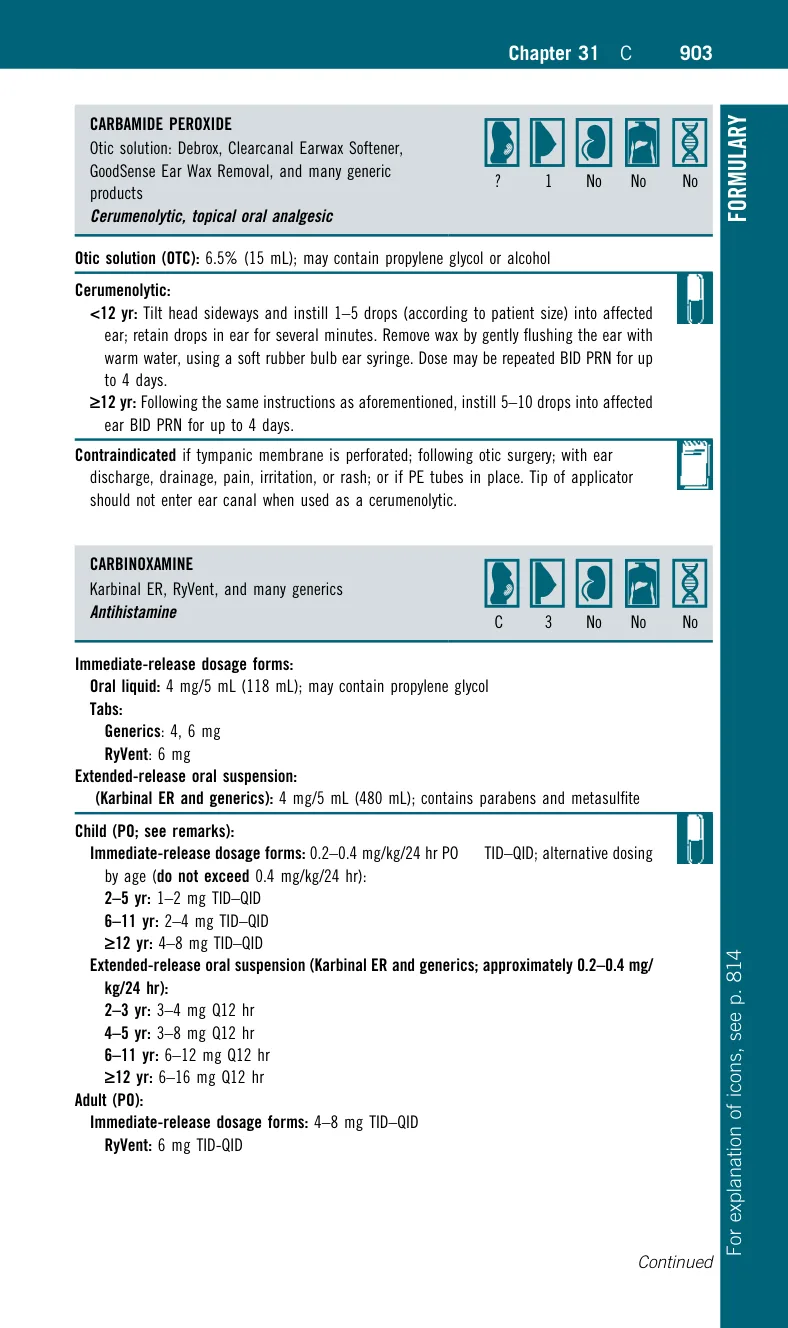 Chapter 31 C 903
CARBAMIDE PEROXIDE
Otic solution: Debrox, Clearcanal Earwax Softener,
GoodSense Ear Wax Removal, and many generic
products
Cerumenolytic, topical oral analgesic
? 1 No No No
Otic solution (OTC): 6.5% (15 mL); may contain propylene glycol or alcohol
Cerumenolytic:
<12 yr: Tilt head sideways and instill 1–5 drops (according to patient size) into affected
ear; retain drops in ear for several minutes. Remove wax by gently flushing the ear with
warm water, using a soft rubber bulb ear syringe. Dose may be repeated BID PRN for up
to 4 days.
≥12 yr: Following the same instructions as aforementioned, instill 5–10 drops into affected
ear BID PRN for up to 4 days.
Contraindicated if tympanic membrane is perforated; following otic surgery; with ear
discharge, drainage, pain, irritation, or rash; or if PE tubes in place. Tip of applicator
should not enter ear canal when used as a cerumenolytic.
CARBINOXAMINE
Karbinal ER, RyVent, and many generics
Antihistamine
C 3 No No No
Immediate-release dosage forms:
Oral liquid: 4 mg/5 mL (118 mL); may contain propylene glycol
Tabs:
Generics: 4, 6 mg
RyVent: 6 mg
Extended-release oral suspension:
(Karbinal ER and generics): 4 mg/5 mL (480 mL); contains parabens and metasulfite
Child (PO; see remarks):
Immediate-release dosage forms: 0.2–0.4 mg/kg/24 hr PO TID–QID; alternative dosing
by age (do not exceed 0.4 mg/kg/24 hr):
2–5 yr: 1–2 mg TID–QID
6–11 yr: 2–4 mg TID–QID
≥12 yr: 4–8 mg TID–QID
Extended-release oral suspension (Karbinal ER and generics; approximately 0.2–0.4 mg/
kg/24 hr):
2–3 yr: 3–4 mg Q12 hr
4–5 yr: 3–8 mg Q12 hr
6–11 yr: 6–12 mg Q12 hr
≥12 yr: 6–16 mg Q12 hr
Adult (PO):
Immediate-release dosage forms: 4–8 mg TID–QID
RyVent: 6 mg TID-QID
Continued
FORMULARY
For explanation of icons, see p. 814